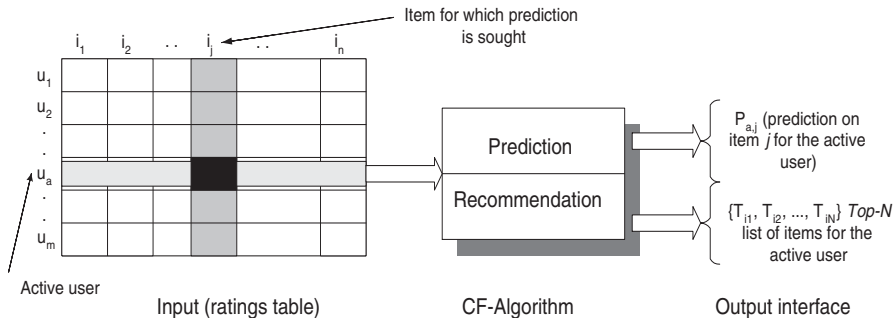 Item for which prediction
is sought
i1 i2 . . ij . . in
u1
u2
.
.
ua
.
.
um
Active user
Input (ratings table)
Prediction
Recommendation
CF-Algorithm
Pa,j (prediction on
item j for the active
user)
{Ti1, Ti2, ..., TiN} Top-N
list of items for the
active user
Output interface